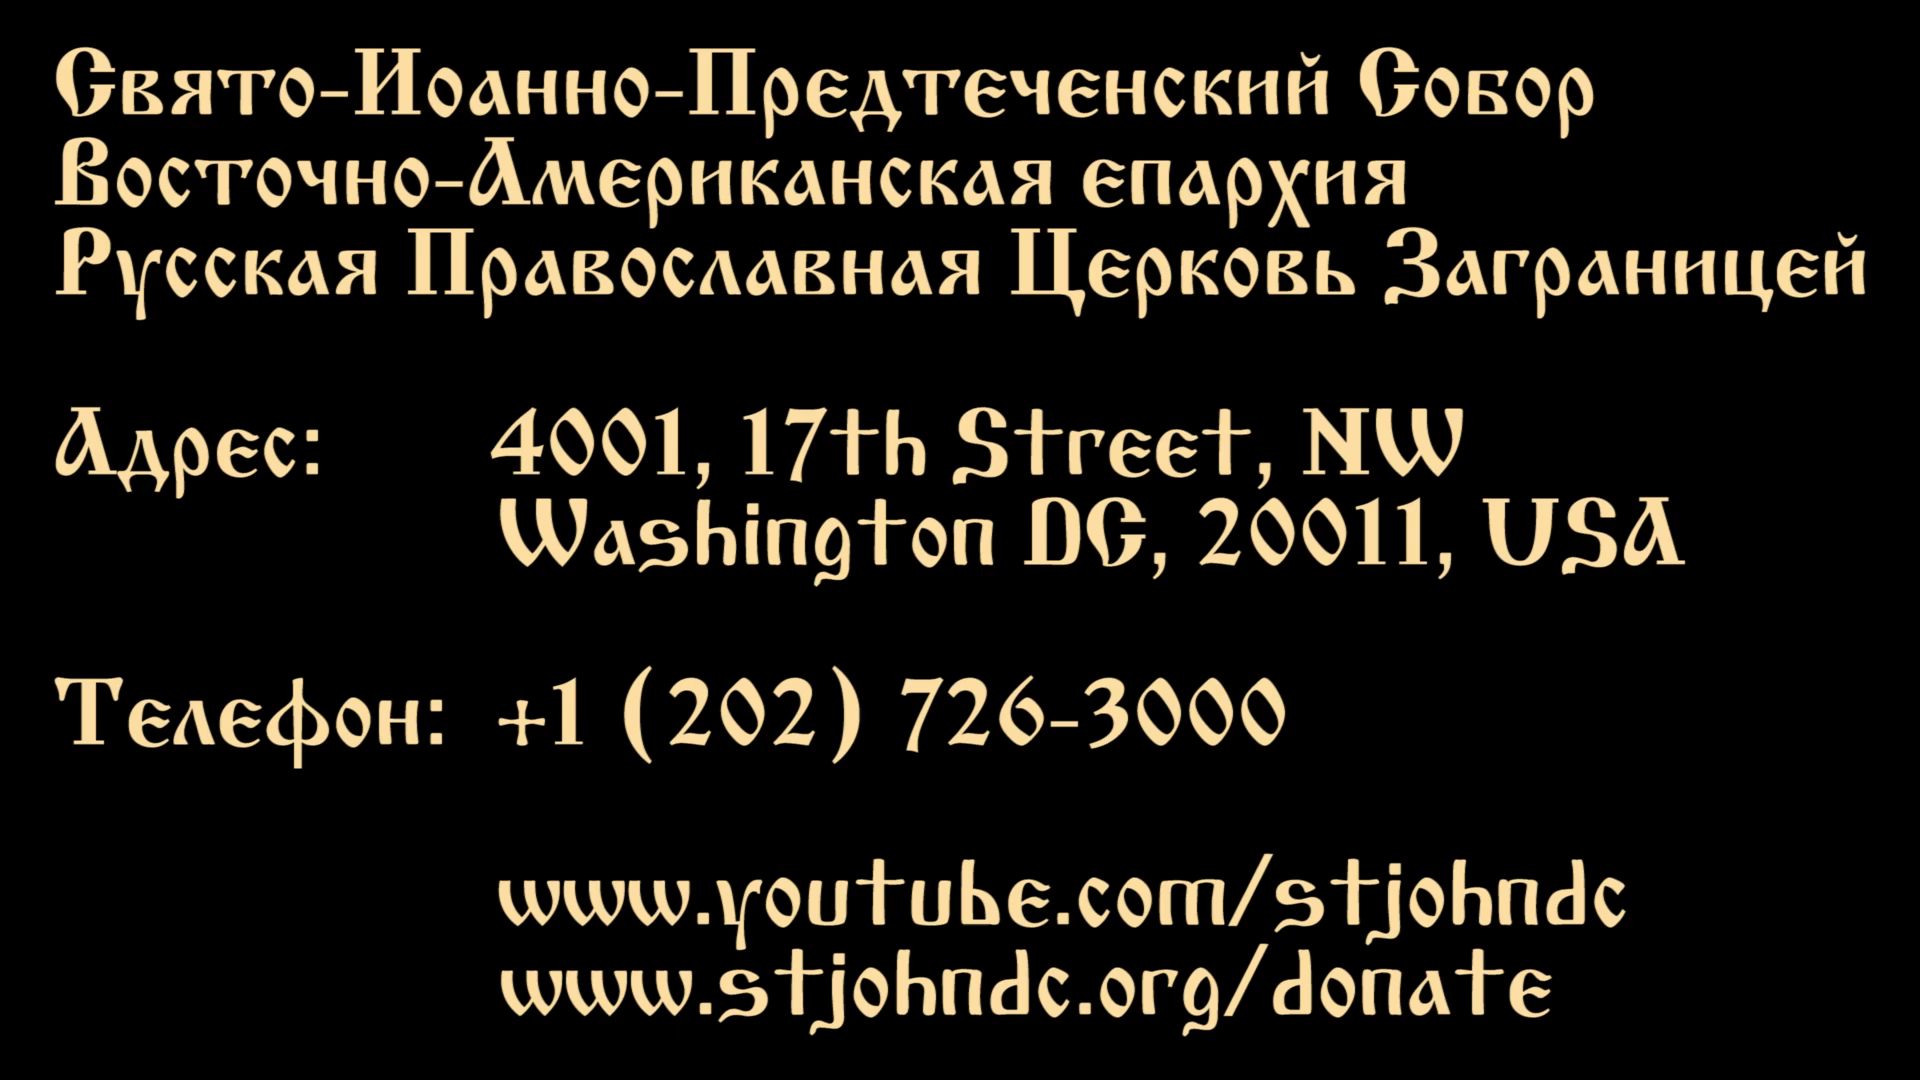 Свято-Иоанно-Предтеченский Собор
Восточно-Американская епархия
Русская Православная Церковь Заграницей
Адрес: 4001, 17th Street, NW
Washington DC, 20011, USA
Телефон: +1 (202) 726-3000
www.youtube.com/stjohndc
www.stjohndc.org/donate